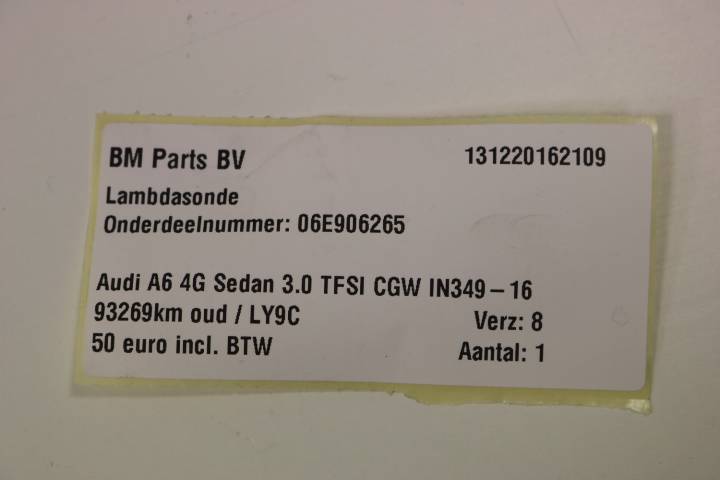 BM Parts BV 131220162109
Lambdasonde
Onderdeelnummer: 06E906265
Audi A6 4G Sedan 3.0 TFSI CGW IN349-16
93269km oud / LY9C Verz: 8
50 euro incl. BTW Aantal: 1